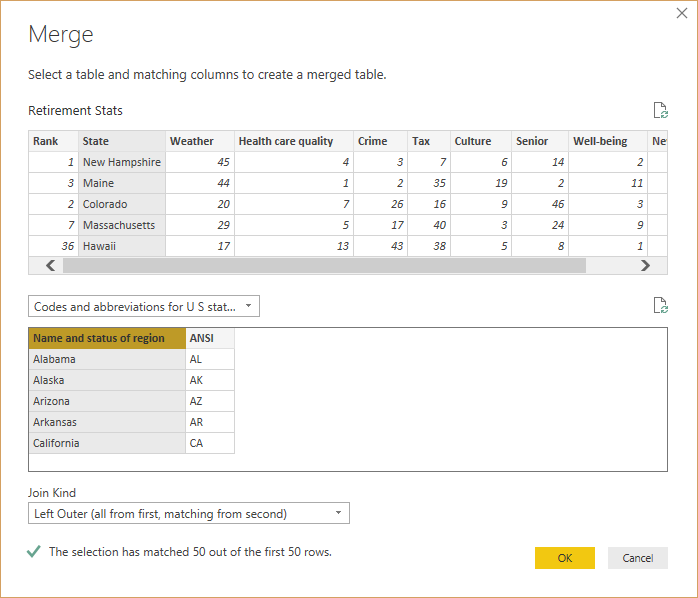 Merge
Select a table and matching columns to create a merged table.
Retirement Stats
Rank State Weather Health care quality Crime Tax Culture Senior Well-being Ne
1 New Hampshire 45 4 3 7 6 14 2
3 Maine 44 1 2 35 19 2 11
2 Colorado 20 7 26 16 9 46 3
7 Massachusetts 29 5 17 40 3 24 9
36 Hawaii 17 13 43 38 5 8 1
Codes and abbreviations for U S stat...
Name and status of region ANSI
Alabama AL
Alaska AK
Arizona AZ
Arkansas AR
California CA
Join Kind
Left Outer (all from first, matching from second)
The selection has matched 50 out of the first 50 rows.
OK Cancel